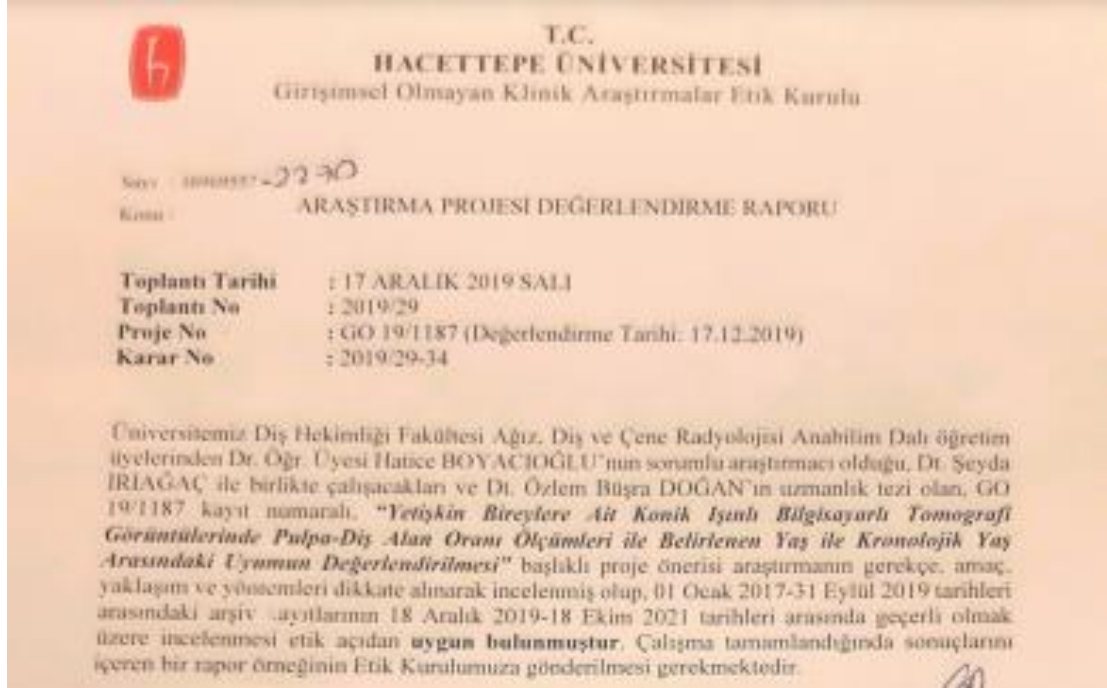 T.C.
HACETTEPE ÜNİVERSİTESİ
Girişimsel Olmayan Klinik Araştırmalar Etik Kurulu
Sayı : -2270
Konu :
ARAŞTIRMA PROJESİ DEĞERLENDİRME RAPORU
Toplantı Tarihi : 17 ARALIK 2019 SALI
Toplantı No : 2019/29
Proje No : GO 19/1187 (Değerlendirme Tarihi: 17.12.2019)
Karar No : 2019/29-34
Üniversitemiz Diş Hekimliği Fakültesi Ağız, Diş ve Çene Radyolojisi Anabilim Dalı öğretim
üyelerinden Dr. Öğr. Üyesi Hatice BOYACIOĞLU'nun sorumlu araştırmacı olduğu, Dt. Şeyda
İRİAĞAÇ ile birlikte çalışacakları ve Dt. Özlem Büşra DOĞAN'ın uzmanlık tezi olan, GO
19/1187 kayıt numaralı, "Yetişkin Bireylere Ait Konik Işınlı Bilgisayarlı Tomografi
Görüntülerinde Pulpa-Diş Alan Oranı Ölçümleri ile Belirlenen Yaş ile Kronolojik Yaş
Arasındaki Uyumun Değerlendirilmesi" başlıklı proje önerisi araştırmanın gerekçe, amaç,
yaklaşım ve yöntemleri dikkate alınarak incelenmiş olup, 01 Ocak 2017-31 Eylül 2019 tarihleri
arasındaki arşiv ayıtlarının 18 Aralık 2019-18 Ekim 2021 tarihleri arasında geçerli olmak
üzere incelenmesi etik açıdan uygun bulunmuştur. Çalışma tamamlandığında sonuçlarını
içeren bir rapor örneğinin Etik Kurulumuza gönderilmesi gerekmektedir.